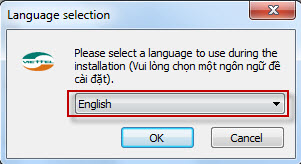 Language selection
VIETTEL
Please select a language to use during the
installation (Vui lòng chọn một ngôn ngữ để
cài đặt).
English
OK
Cancel